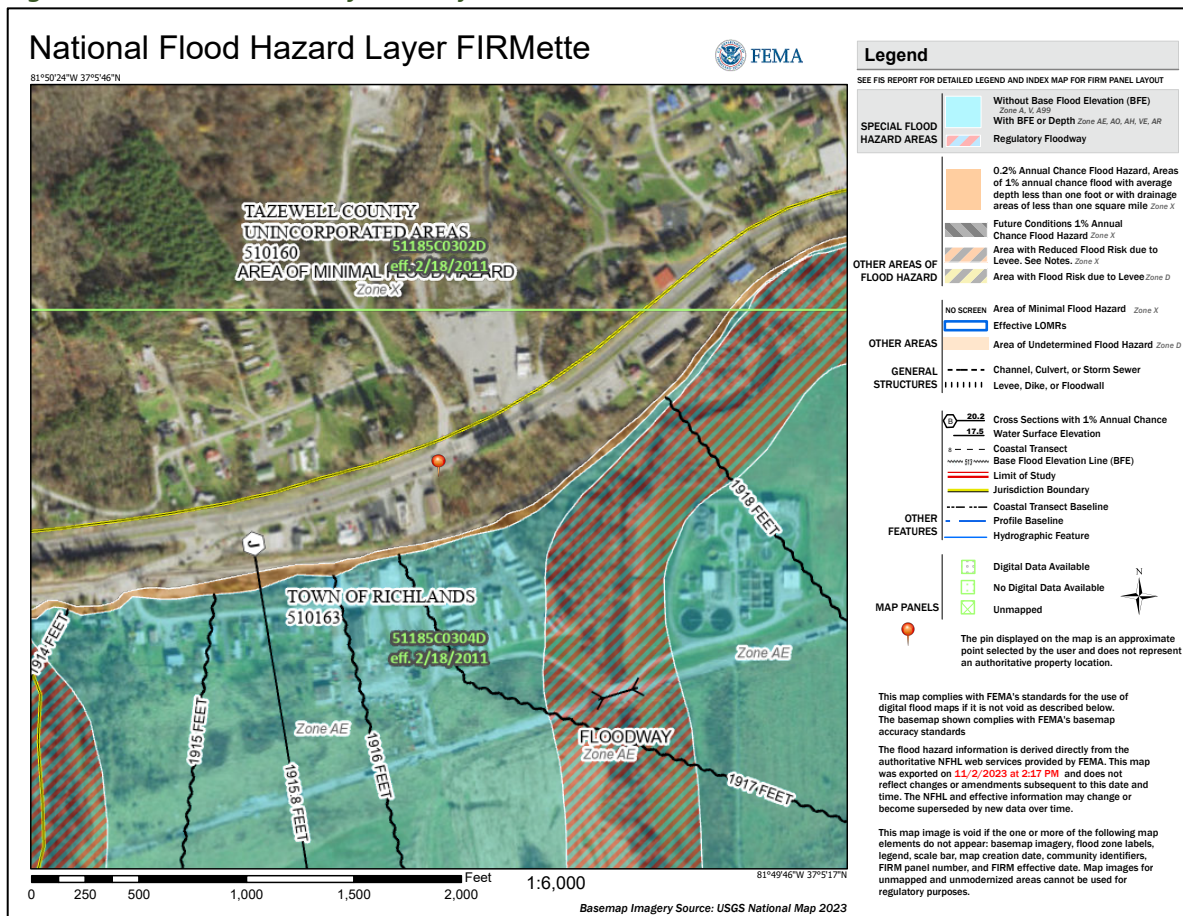 National Flood Hazard Layer FIRMette
FEMA
81°50'24"W 37°5'46"N
TAZEWELL COUNTY
UNINCORPORATED AREAS
510160
51185C0302D
eff. 2/18/2011
AREA OF MINIMAL FLOOD HAZARD
Zone X
1918 FEET
J
TOWN OF RICHLANDS
510163
51185C0304D
eff. 2/18/2011
1914 FEET
Zone AE
1915 FEET
Zone AE
1915.8 FEET
1916 FEET
FLOODWAY
Zone AE
1917 FEET
Feet
0 250 500 1,000 1,500 2,000
1:6,000
81°49'46"W 37°5'17"N
Basemap Imagery Source: USGS National Map 2023
Legend
SEE FIS REPORT FOR DETAILED LEGEND AND INDEX MAP FOR FIRM PANEL LAYOUT
SPECIAL FLOOD
HAZARD AREAS
Without Base Flood Elevation (BFE)
Zone A, V, A99
With BFE or Depth Zone AE, AO, AH, VE, AR
Regulatory Floodway
0.2% Annual Chance Flood Hazard, Areas
of 1% annual chance flood with average
depth less than one foot or with drainage
areas of less than one square mile Zone X
Future Conditions 1% Annual
Chance Flood Hazard Zone X
Area with Reduced Flood Risk due to
Levee. See Notes. Zone X
OTHER AREAS OF
FLOOD HAZARD
Area with Flood Risk due to Levee Zone D
NO SCREEN Area of Minimal Flood Hazard Zone X
Effective LOMRs
OTHER AREAS
Area of Undetermined Flood Hazard Zone D
GENERAL
STRUCTURES
Channel, Culvert, or Storm Sewer
Levee, Dike, or Floodwall
B 20.2 Cross Sections with 1% Annual Chance
17.5 Water Surface Elevation
8 Coastal Transect
513 Base Flood Elevation Line (BFE)
Limit of Study
Jurisdiction Boundary
Coastal Transect Baseline
OTHER
FEATURES
Profile Baseline
Hydrographic Feature
Digital Data Available
No Digital Data Available
MAP PANELS
Unmapped
N
The pin displayed on the map is an approximate
point selected by the user and does not represent
an authoritative property location.
This map complies with FEMA's standards for the use of
digital flood maps if it is not void as described below.
The basemap shown complies with FEMA's basemap
accuracy standards
The flood hazard information is derived directly from the
authoritative NFHL web services provided by FEMA. This map
was exported on 11/2/2023 at 2:17 PM and does not
reflect changes or amendments subsequent to this date and
time. The NFHL and effective information may change or
become superseded by new data over time.
This map image is void if the one or more of the following map
elements do not appear: basemap imagery, flood zone labels,
legend, scale bar, map creation date, community identifiers,
FIRM panel number, and FIRM effective date. Map images for
unmapped and unmodernized areas cannot be used for
regulatory purposes.